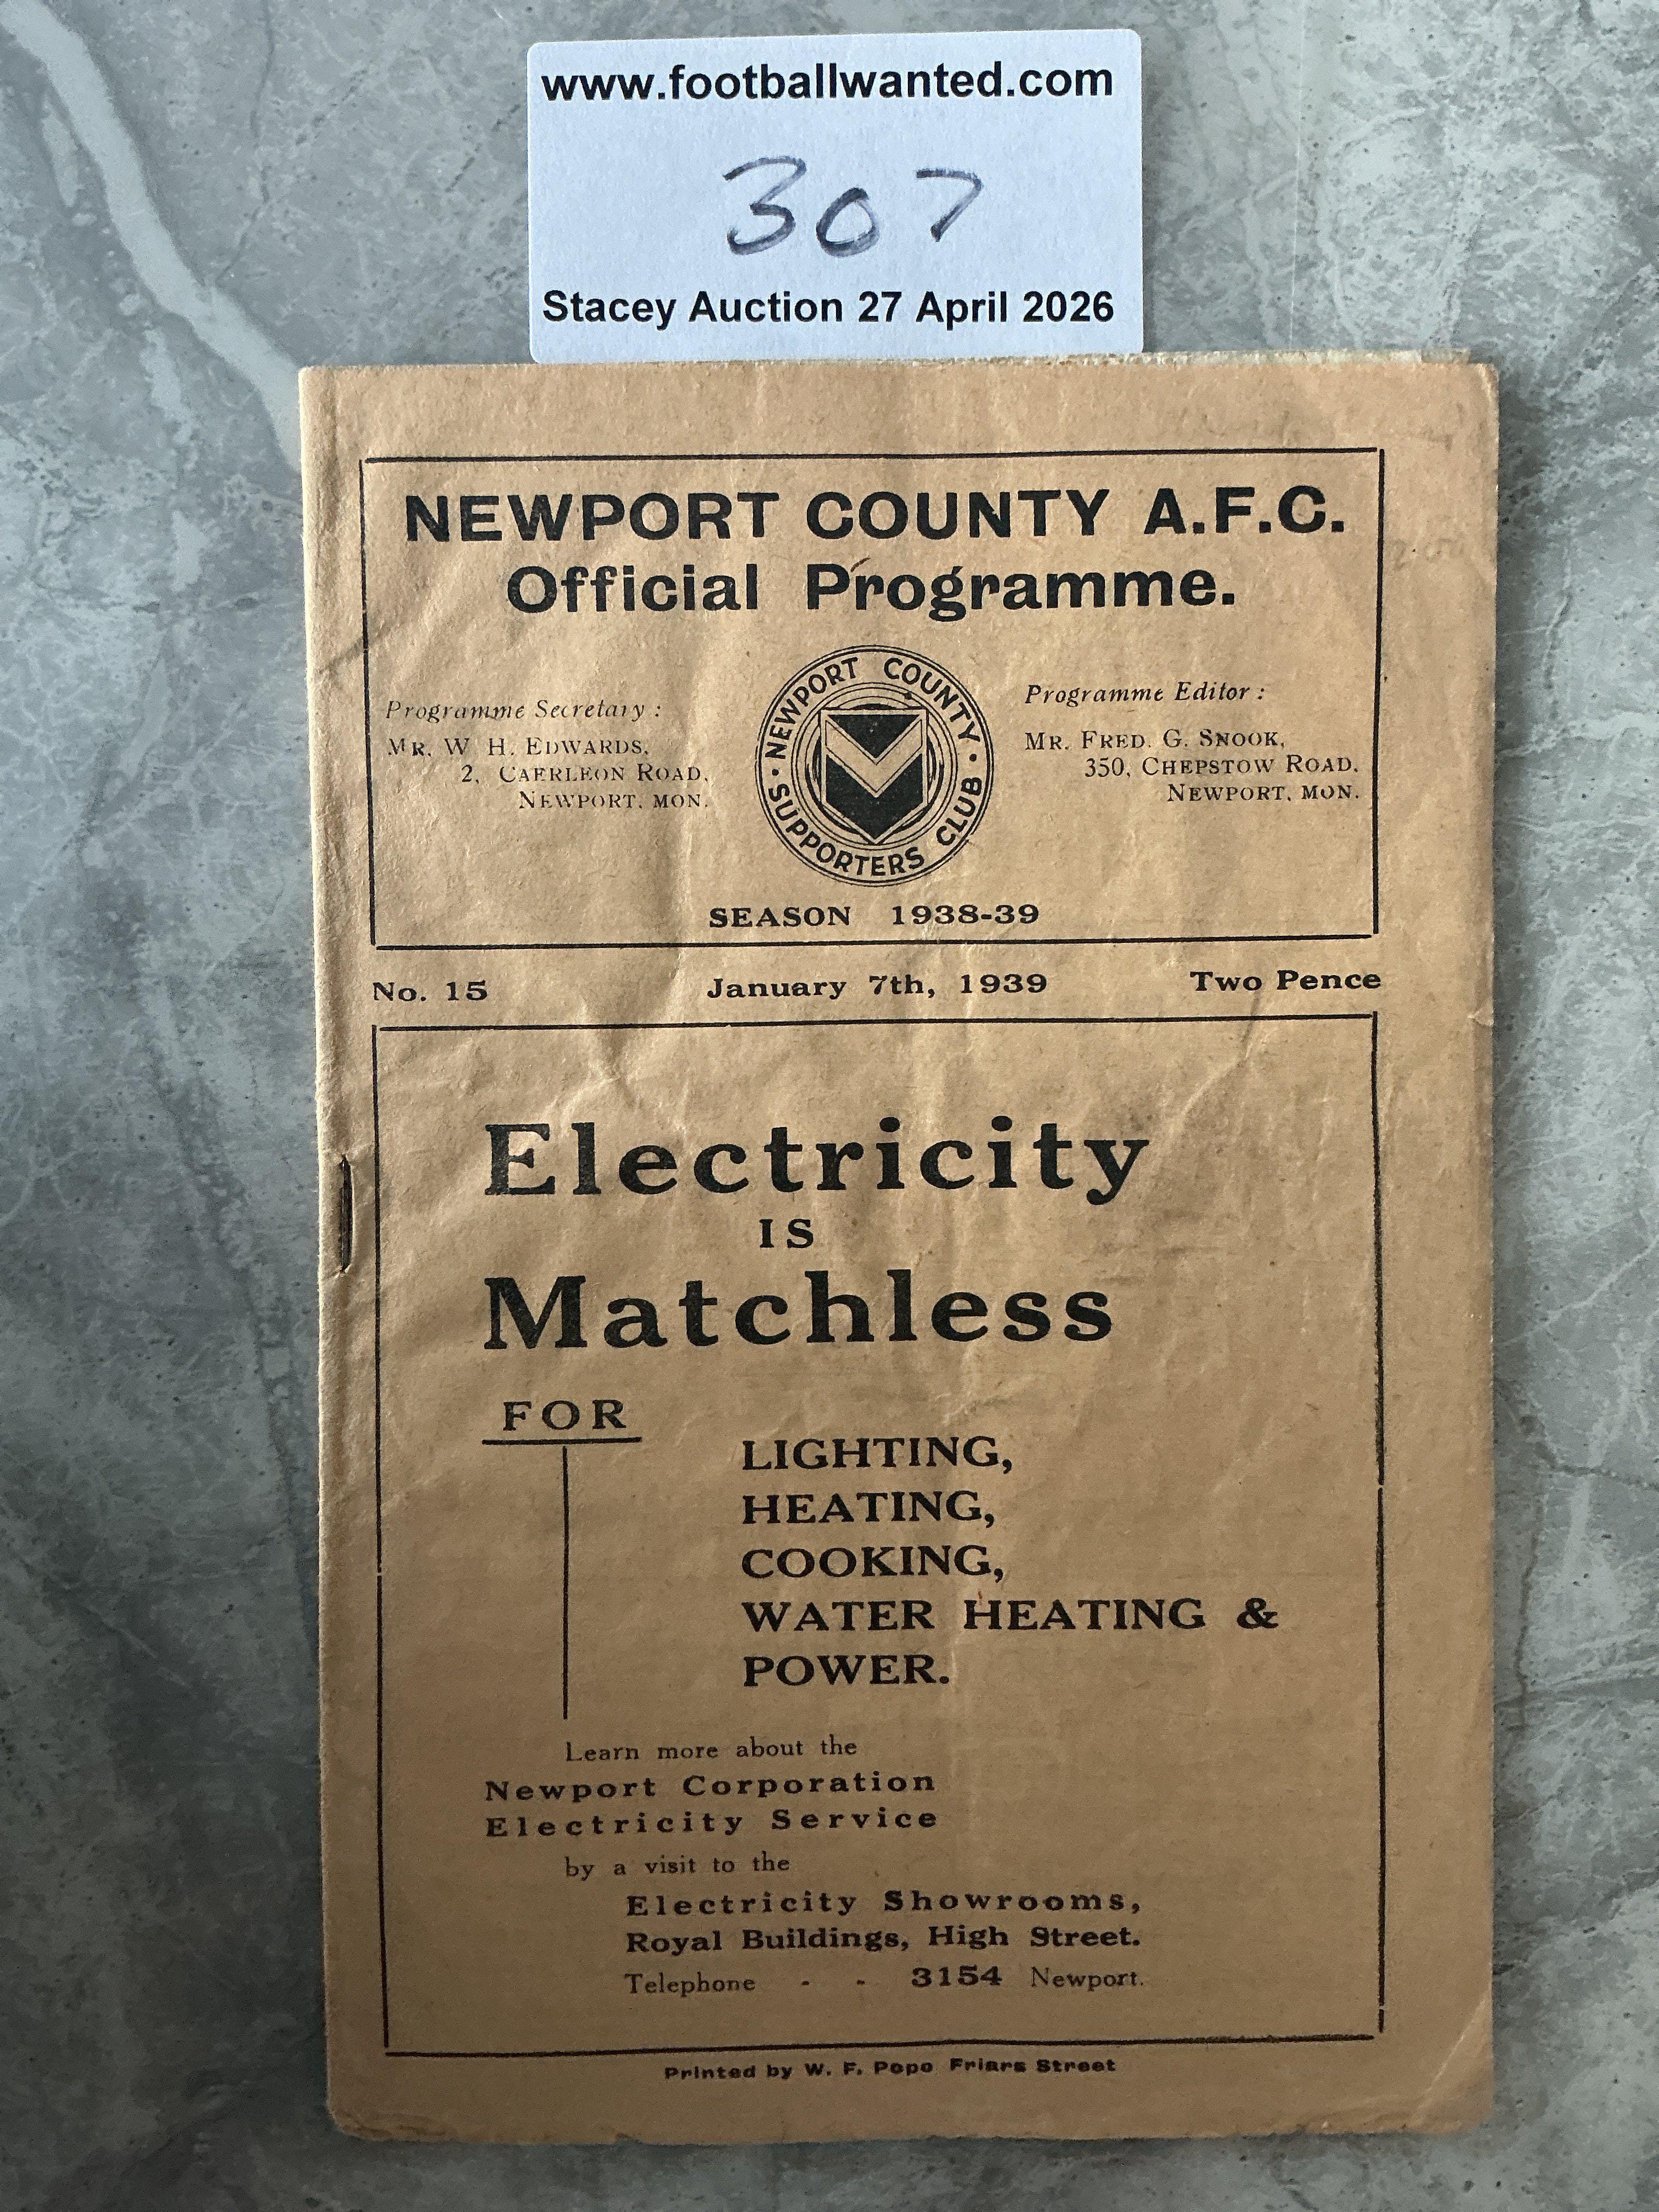 www.footballwanted.com
307
Stacey Auction 27 April 2026
NEWPORT COUNTY A.F.C.
Official Programme.
Programme Secretary:
MR. W H. EDWARDS,
2, CAERLEON ROAD,
NEWPORT, MON.
NEWPORT COUNTY
SUPPORTERS CLUB
Programme Editor:
MR. FRED. G. SNOOK,
350, CHEPSTOW ROAD,
NEWPORT, MON.
SEASON 1938-39
No. 15 January 7th, 1939 Two Pence
Electricity
IS
Matchless
FOR
LIGHTING,
HEATING,
COOKING,
WATER HEATING &
POWER.
Learn more about the
Newport Corporation
Electricity Service
by a visit to the
Electricity Showrooms,
Royal Buildings, High Street.
Telephone - - 3154 Newport.
Printed by W. F. Popo Friars Street